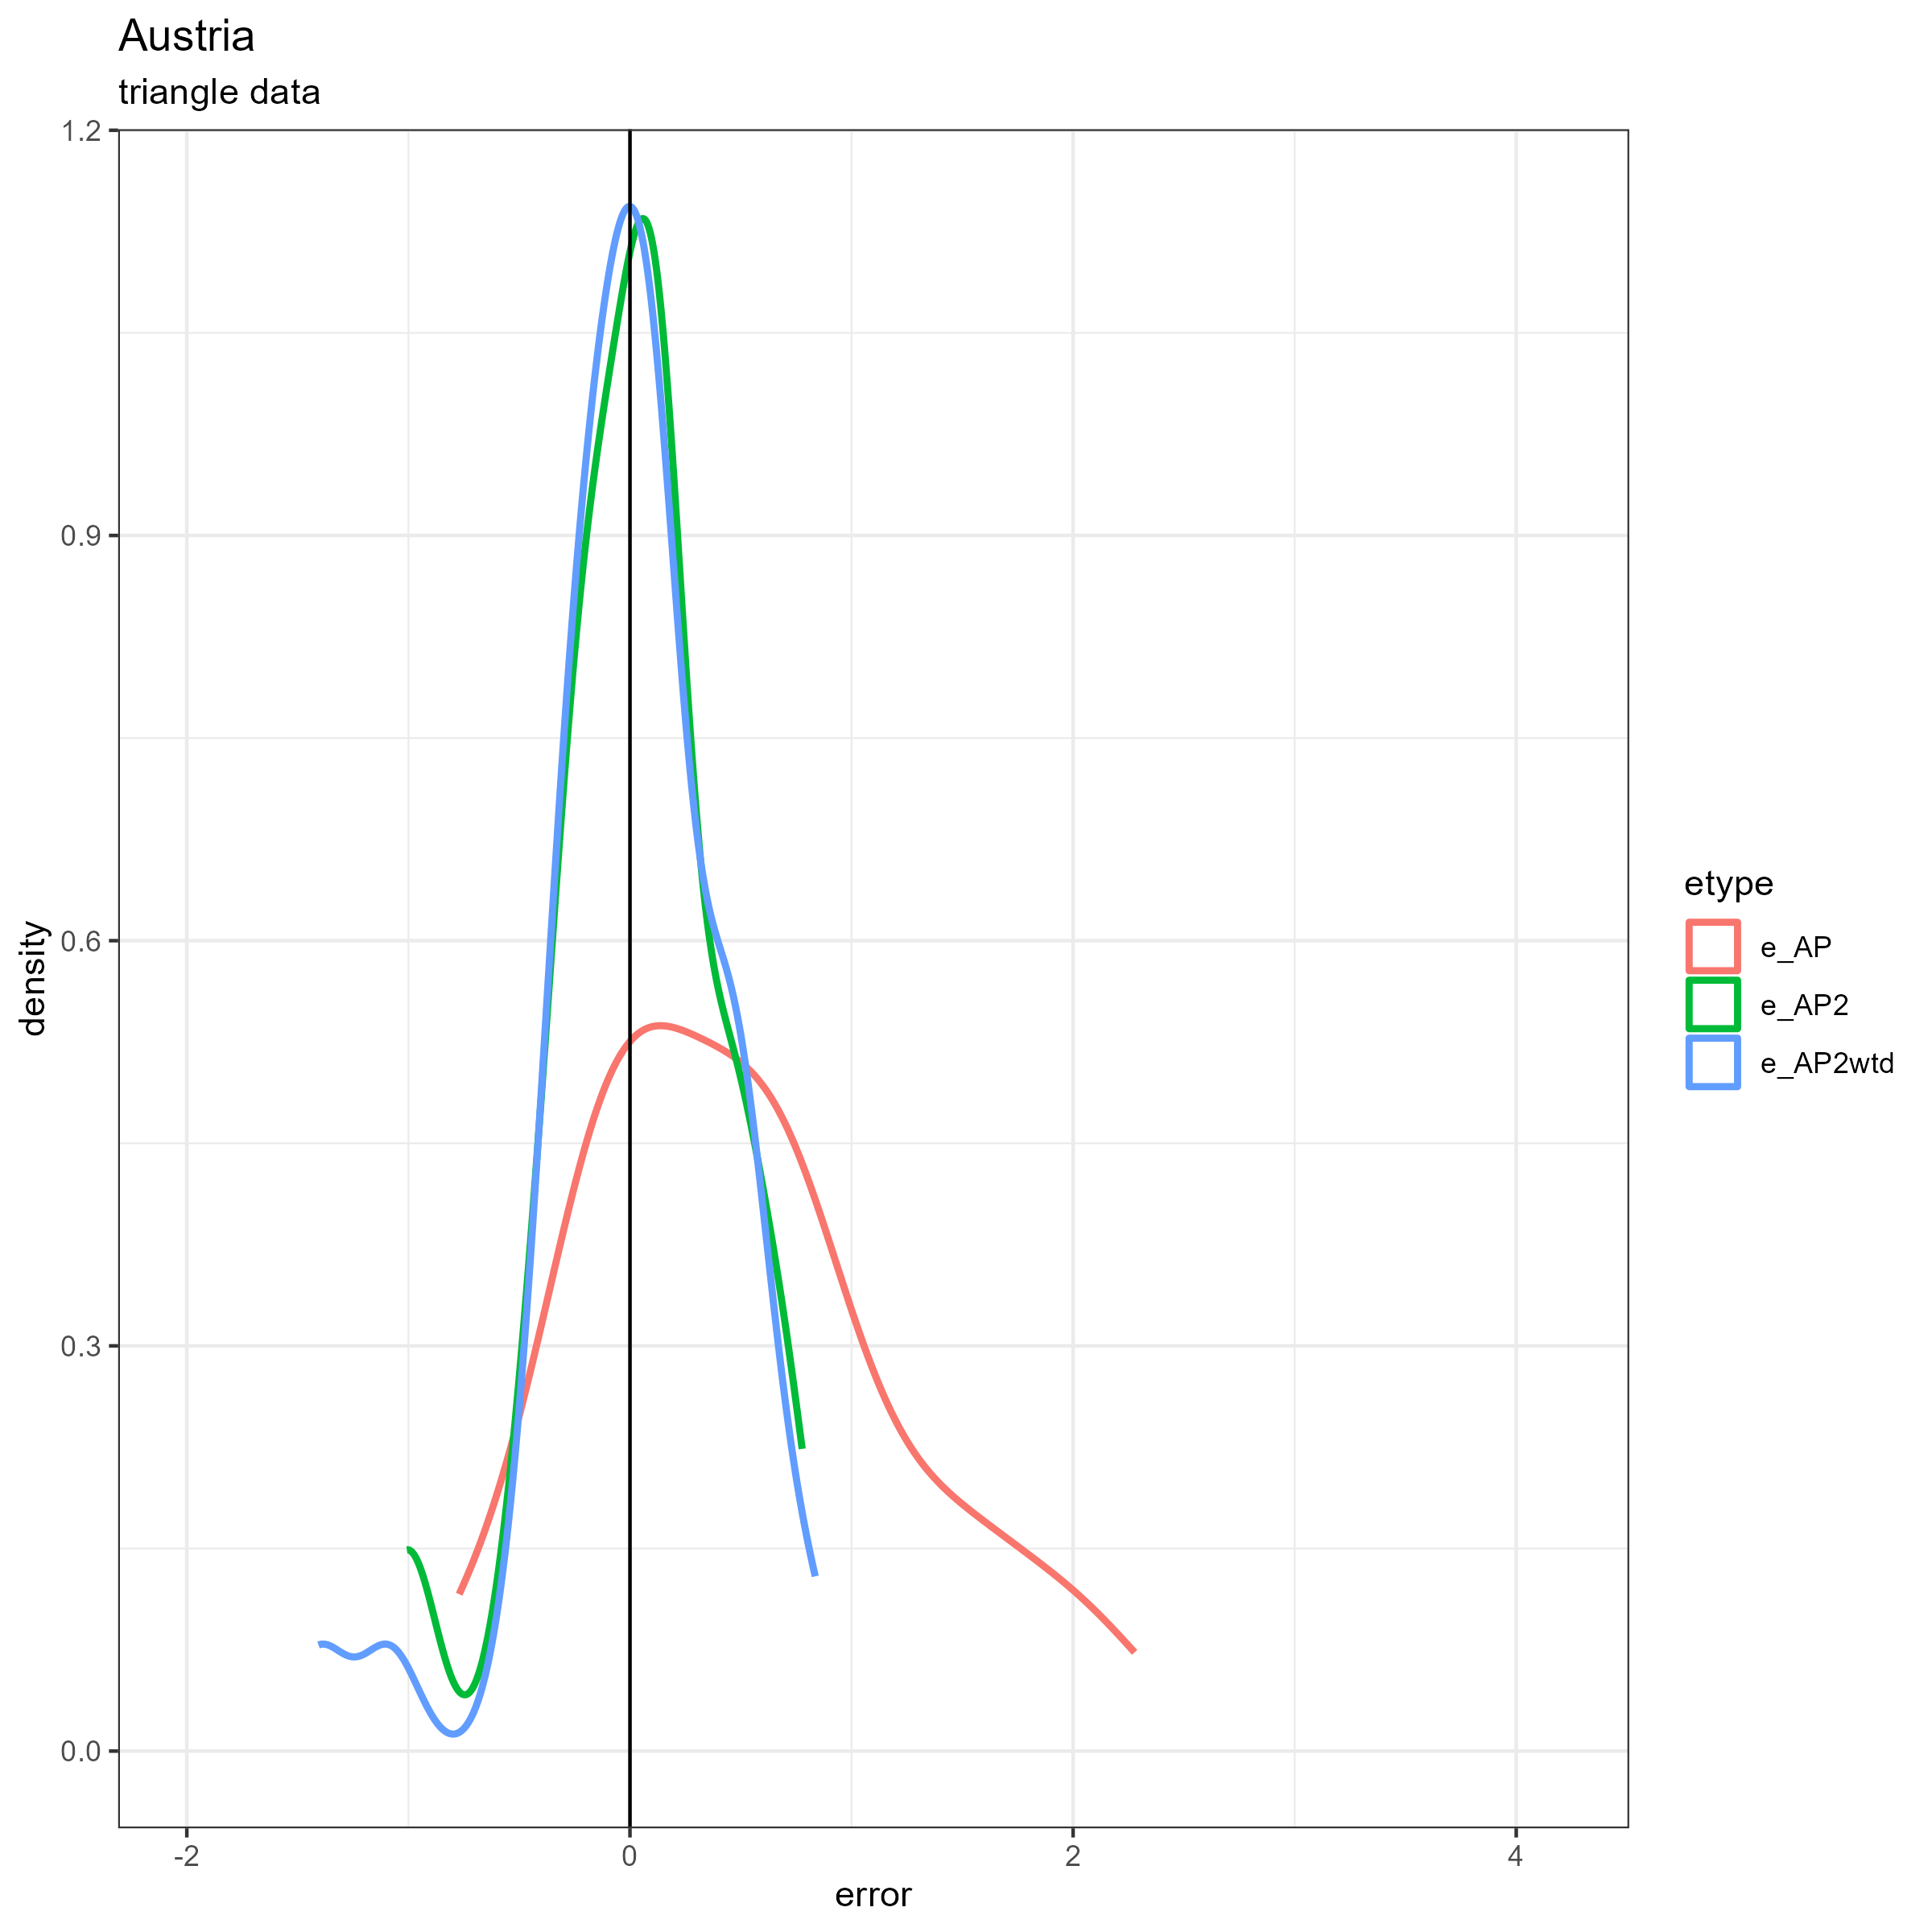 Austria
triangle data
1.2
0.9
0.6
0.3
0.0
density
-2
0
2
4
error
etype
e_AP
e_AP2
e_AP2wtd